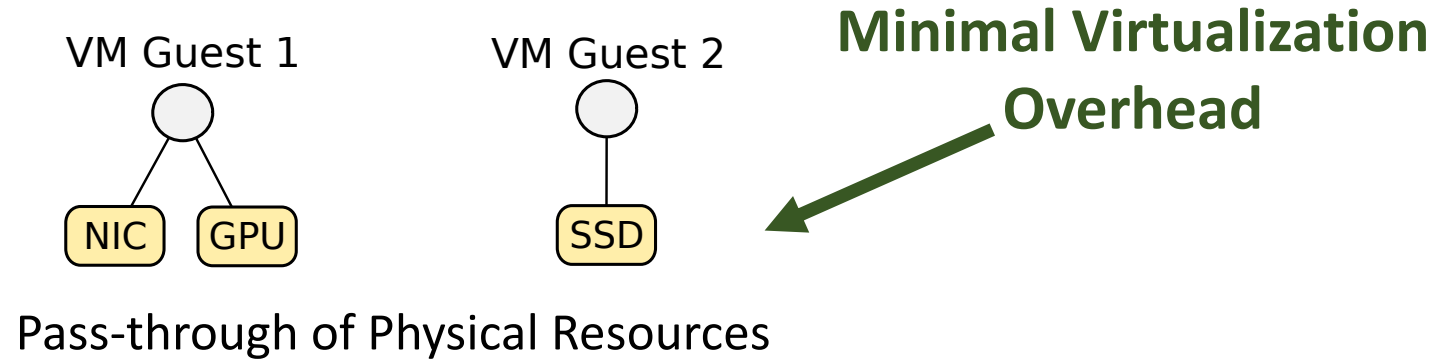 VM Guest 1
VM Guest 2
Minimal Virtualization
Overhead
NIC
GPU
SSD
Pass-through of Physical Resources